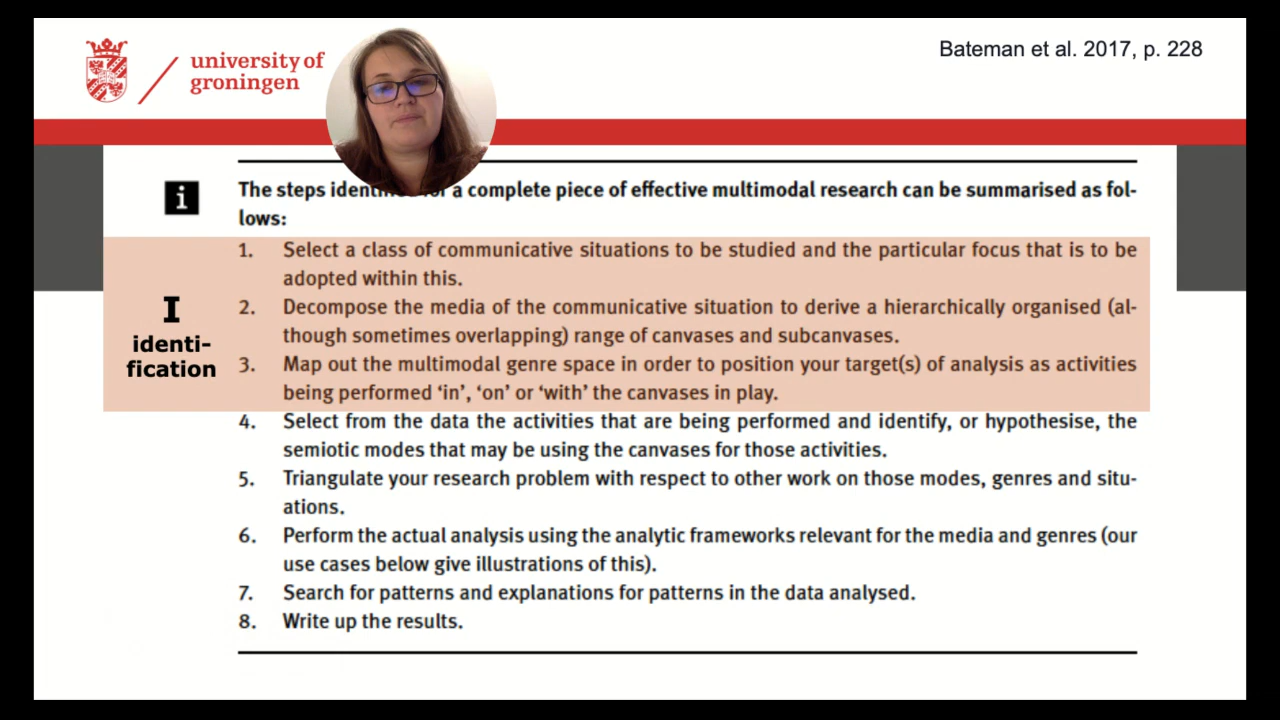 university of
groningen
Bateman et al. 2017, p. 228
i
The steps a complete piece of effective multimodal research can be summarised as fol-
lows:
1. Select a class of communicative situations to be studied and the particular focus that is to be
adopted within this.
2. Decompose the media of the communicative situation to derive a hierarchically organised (al-
though sometimes overlapping) range of canvases and subcanvases.
3. Map out the multimodal genre space in order to position your target(s) of analysis as activities
being performed ‘in’, ‘on’ or ‘with’ the canvases in play.
I
identi-
fication
4. Select from the data the activities that are being performed and identify, or hypothesise, the
semiotic modes that may be using the canvases for those activities.
5. Triangulate your research problem with respect to other work on those modes, genres and situ-
ations.
6. Perform the actual analysis using the analytic frameworks relevant for the media and genres (our
use cases below give illustrations of this).
7. Search for patterns and explanations for patterns in the data analysed.
8. Write up the results.